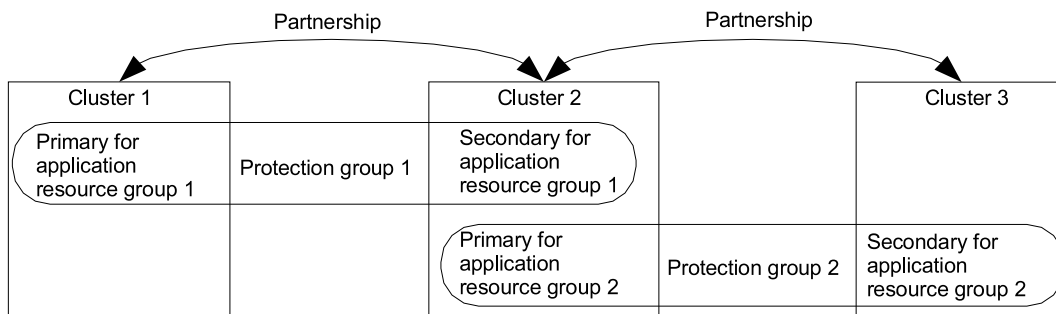 Partnership
Partnership
Cluster 1
Cluster 2
Cluster 3
Primary for
application
resource group 1
Protection group 1
Secondary for
application
resource group 1
Primary for
application
resource group 2
Protection group 2
Secondary for
application
resource group 2